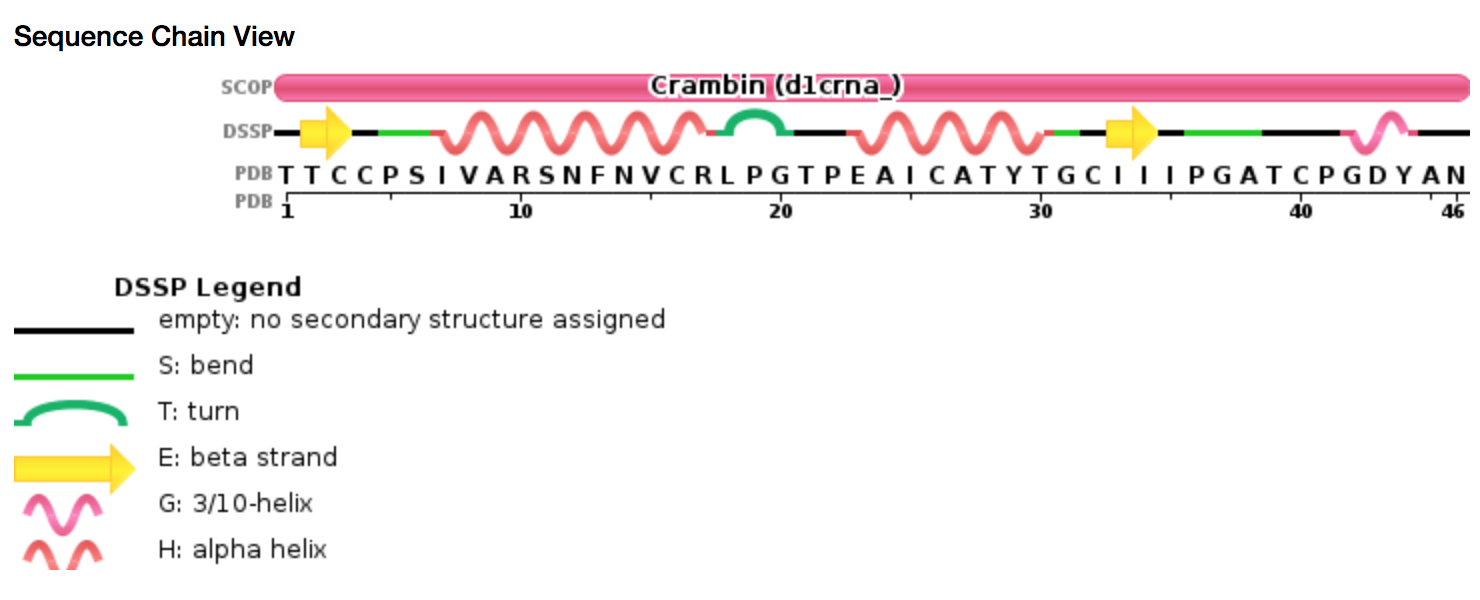 Sequence Chain View
SCOP Crambin (d1crna_)
DSSP
PDB T T C C P S I V A R S N F N V C R L P G T P E A I C A T Y T G C I I I P G A T C P G D Y A N
PDB 1 10 20 30 40 46
DSSP Legend
empty: no secondary structure assigned
S: bend
T: turn
E: beta strand
G: 3/10-helix
H: alpha helix